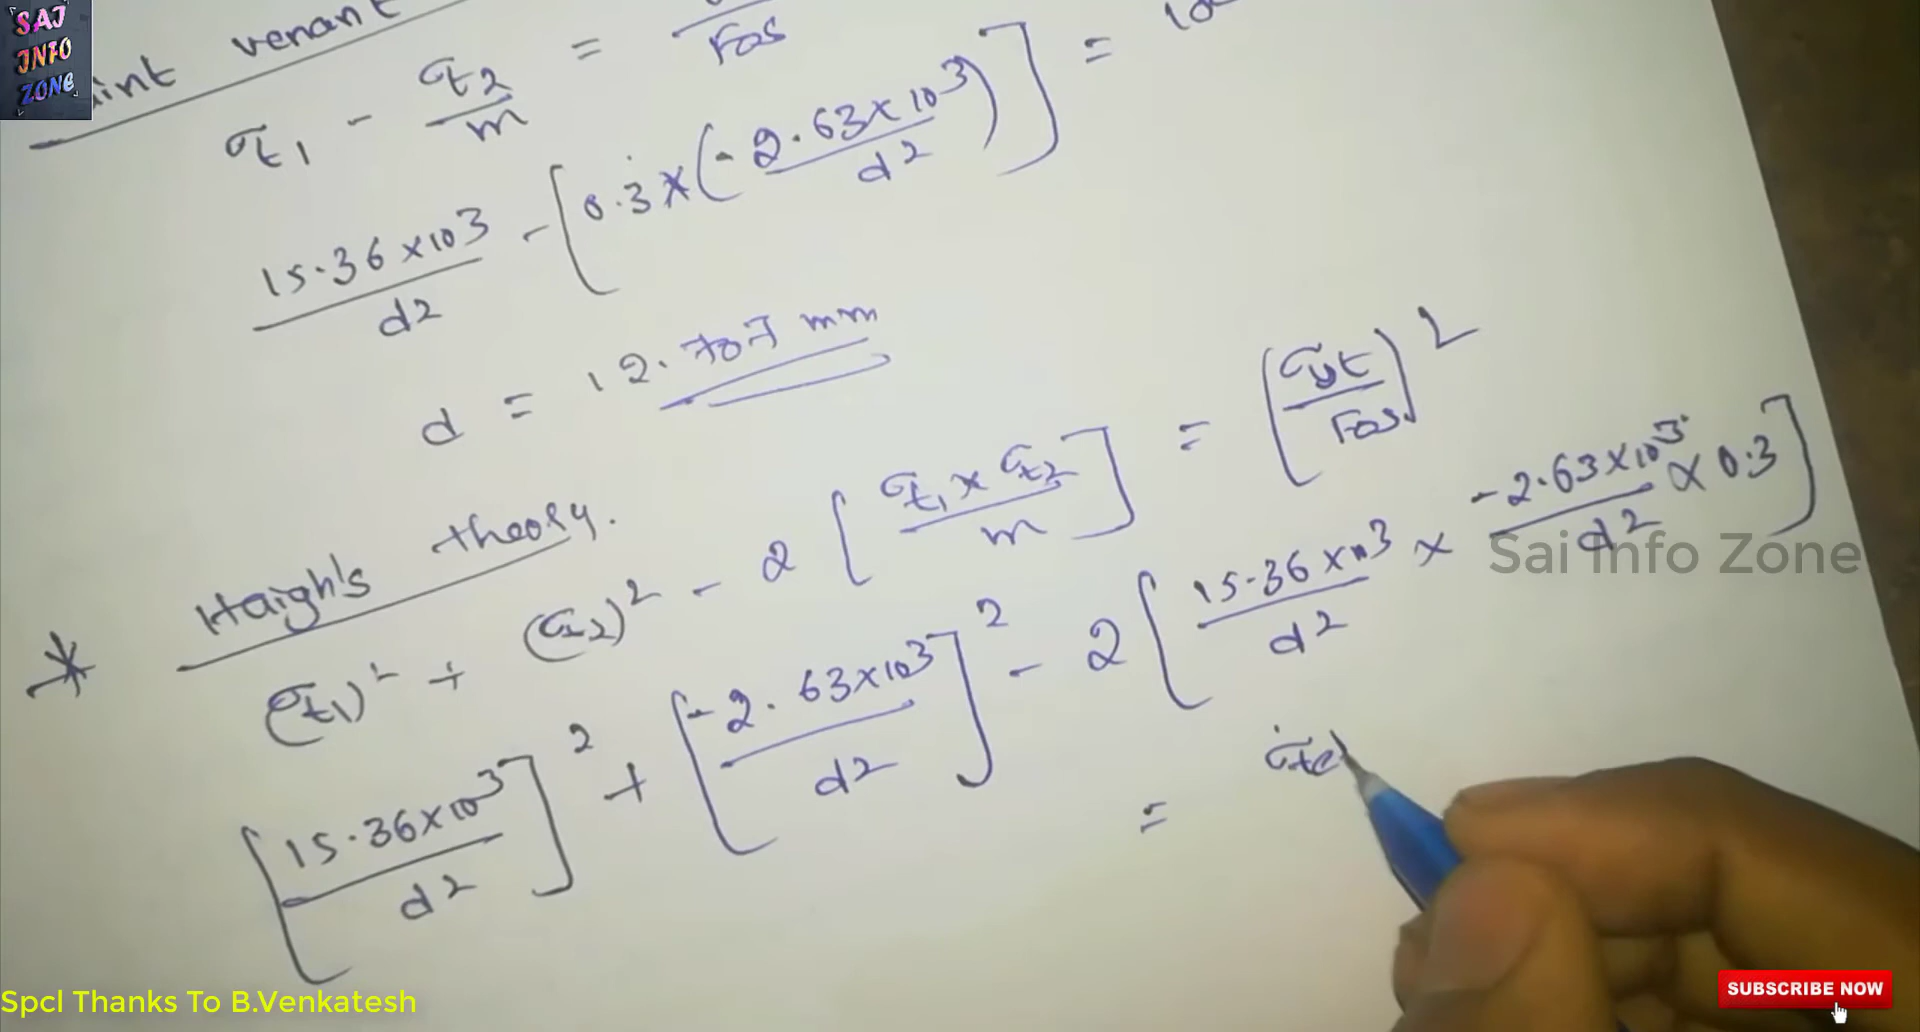 SAI
INFO
ZONE
int venant
σt1 - σt2/m = /Fos
15.36×10³/d² - [0.3×(-2.63×10³/d²)] = 10
d = 12.707 mm
* Haigh's theory.
(σt1)² + (σt2)² - 2[σt1 × σt2/m] = (σyt/Fos)²
[15.36×10³/d²]² + [-2.63×10³/d²]² - 2[15.36×10³/d² × -2.63×10³/d² × 0.3]
=
Sai Info Zone
Spcl Thanks To B.Venkatesh
SUBSCRIBE NOW